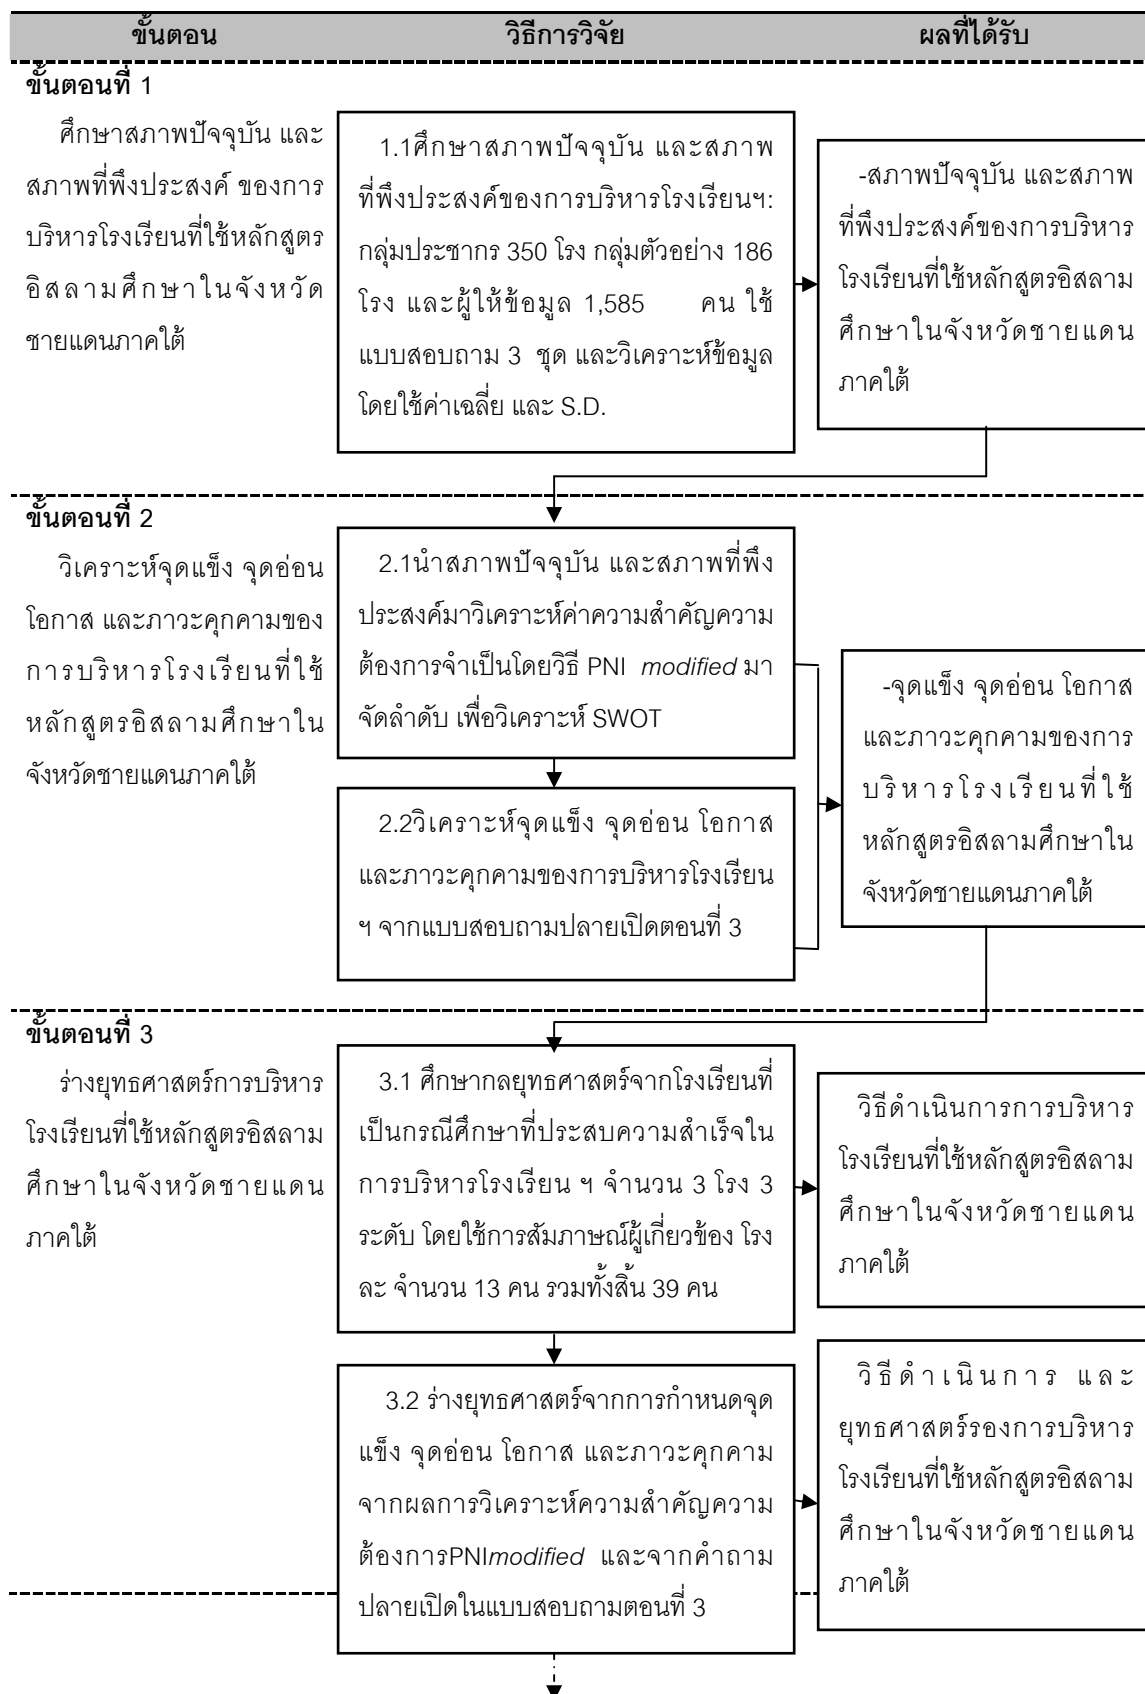 ขั้นตอน วิธีการวิจัย ผลที่ได้รับ
ขั้นตอนที่ 1
ศึกษาสภาพปัจจุบัน และ
สภาพที่พึงประสงค์ ของการ
บริหารโรงเรียนที่ใช้หลักสูตร
อิสลามศึกษาในจังหวัด
ชายแดนภาคใต้
1.1ศึกษาสภาพปัจจุบัน และสภาพ
ที่พึงประสงค์ของการบริหารโรงเรียนฯ:
กลุ่มประชากร 350 โรง กลุ่มตัวอย่าง 186
โรง และผู้ให้ข้อมูล 1,585 คน ใช้
แบบสอบถาม 3 ชุด และวิเคราะห์ข้อมูล
โดยใช้ค่าเฉลี่ย และ S.D.
-สภาพปัจจุบัน และสภาพ
ที่พึงประสงค์ของการบริหาร
โรงเรียนที่ใช้หลักสูตรอิสลาม
ศึกษาในจังหวัดชายแดน
ภาคใต้
ขั้นตอนที่ 2
วิเคราะห์จุดแข็ง จุดอ่อน
โอกาส และภาวะคุกคามของ
การบริหารโรงเรียนที่ใช้
หลักสูตรอิสลามศึกษาใน
จังหวัดชายแดนภาคใต้
2.1นำสภาพปัจจุบัน และสภาพที่พึง
ประสงค์มาวิเคราะห์ค่าความสำคัญความ
ต้องการจำเป็นโดยวิธี PNI modified มา
จัดลำดับ เพื่อวิเคราะห์ SWOT
2.2วิเคราะห์จุดแข็ง จุดอ่อน โอกาส
และภาวะคุกคามของการบริหารโรงเรียน
ฯ จากแบบสอบถามปลายเปิดตอนที่ 3
-จุดแข็ง จุดอ่อน โอกาส
และภาวะคุกคามของการ
บริหารโรงเรียนที่ใช้
หลักสูตรอิสลามศึกษาใน
จังหวัดชายแดนภาคใต้
ขั้นตอนที่ 3
ร่างยุทธศาสตร์การบริหาร
โรงเรียนที่ใช้หลักสูตรอิสลาม
ศึกษาในจังหวัดชายแดน
ภาคใต้
3.1 ศึกษากลยุทธศาสตร์จากโรงเรียนที่
เป็นกรณีศึกษาที่ประสบความสำเร็จใน
การบริหารโรงเรียน ฯ จำนวน 3 โรง 3
ระดับ โดยใช้การสัมภาษณ์ผู้เกี่ยวข้อง โรง
ละ จำนวน 13 คน รวมทั้งสิ้น 39 คน
วิธีดำเนินการการบริหาร
โรงเรียนที่ใช้หลักสูตรอิสลาม
ศึกษาในจังหวัดชายแดน
ภาคใต้
3.2 ร่างยุทธศาสตร์จากการกำหนดจุด
แข็ง จุดอ่อน โอกาส และภาวะคุกคาม
จากผลการวิเคราะห์ความสำคัญความ
ต้องการPNImodified และจากคำถาม
ปลายเปิดในแบบสอบถามตอนที่ 3
วิธีดำเนินการ และ
ยุทธศาสตร์รองการบริหาร
โรงเรียนที่ใช้หลักสูตรอิสลาม
ศึกษาในจังหวัดชายแดน
ภาคใต้